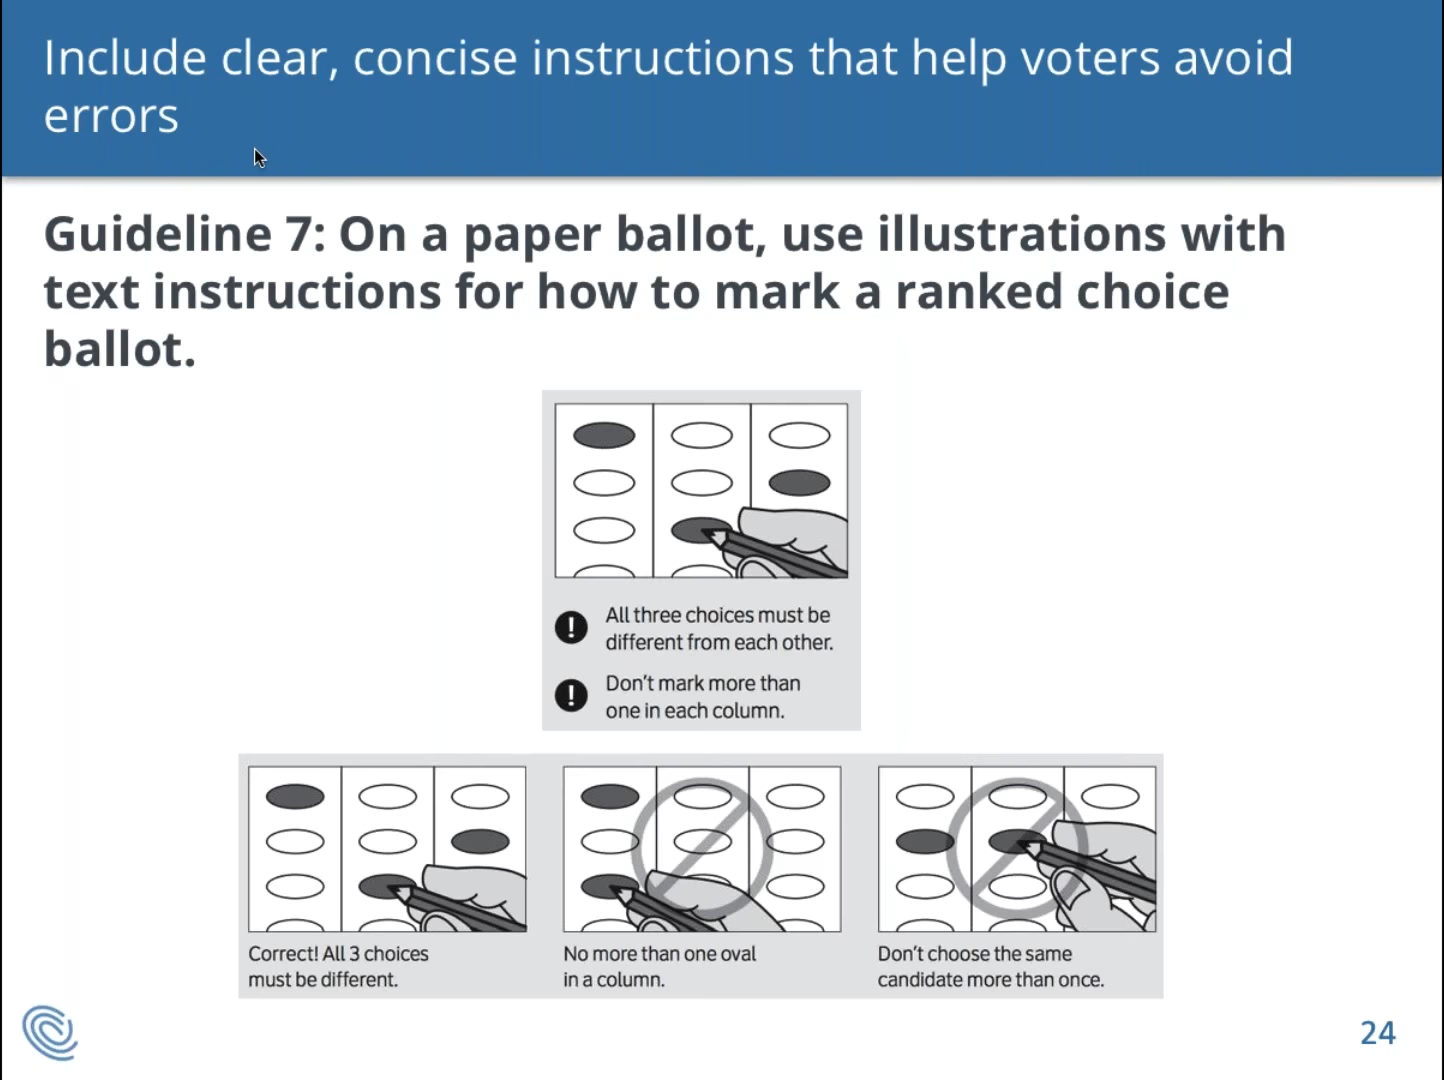 Include clear, concise instructions that help voters avoid
errors
Guideline 7: On a paper ballot, use illustrations with
text instructions for how to mark a ranked choice
ballot.
! All three choices must be
different from each other.
! Don't mark more than
one in each column.
Correct! All 3 choices
must be different.
No more than one oval
in a column.
Don't choose the same
candidate more than once.
24